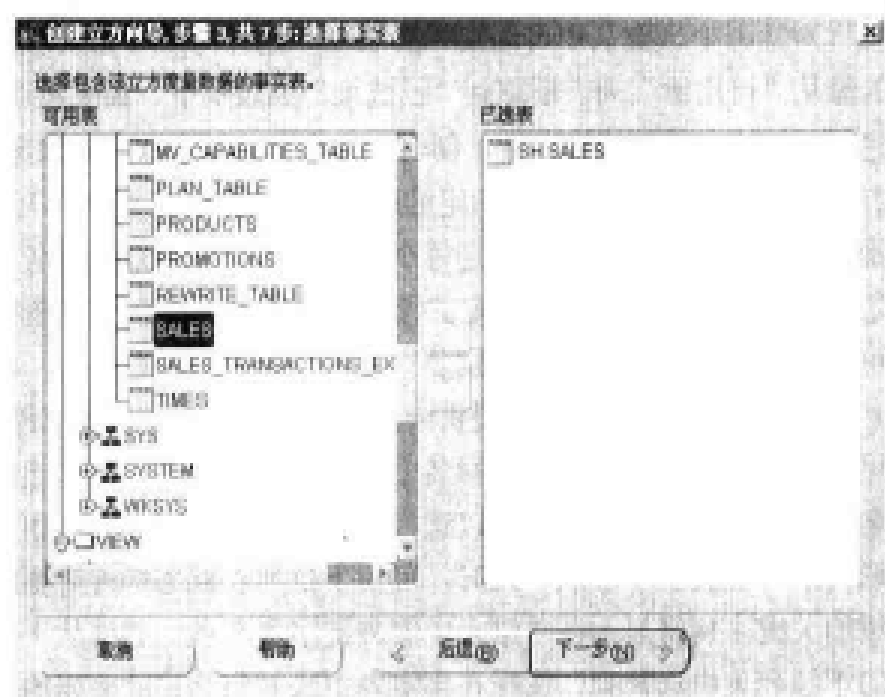 创建立方向导, 步骤 3, 共 7 步: 选择事实表
选择包含该立方度量数据的事实表。
可用表
MV_CAPABILITIES_TABLE
PLAN_TABLE
PRODUCTS
PROMOTIONS
REWRITE_TABLE
SALES
SALES_TRANSACTIONS_EX
TIMES
SYS
SYSTEM
WKSYS
VIEW
已选表
SH.SALES
取消
帮助
后退(B)
下一步(N)